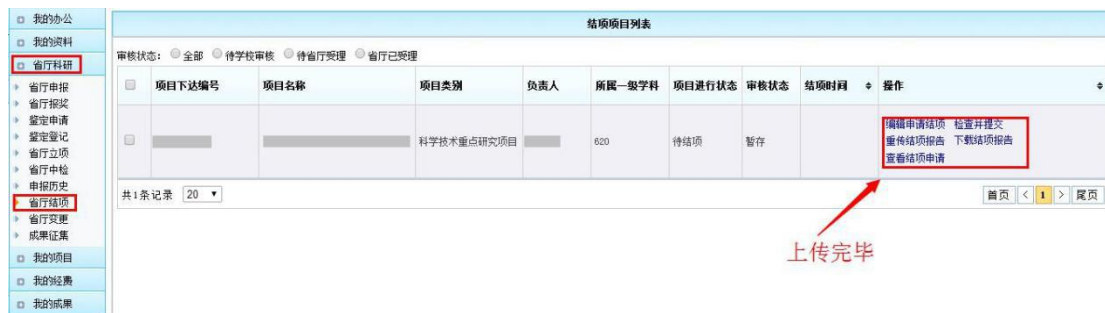 我的办公
我的资料
省厅科研
省厅申报
省厅报奖
鉴定申请
鉴定登记
省厅立项
省厅中检
申报历史
省厅结项
省厅变更
成果征集
我的项目
我的经费
我的成果
结项项目列表
审核状态： 全部 待学校审核 待省厅受理 省厅已受理
项目下达编号 项目名称 项目类别 负责人 所属一级学科 项目进行状态 审核状态 结项时间 操作
科学技术重点研究项目 620 待结项 暂存
编辑申请结项 检查并提交
重传结项报告 下载结项报告
查看结项申请
共1条记录 20 首页 < 1 > 尾页
上传完毕